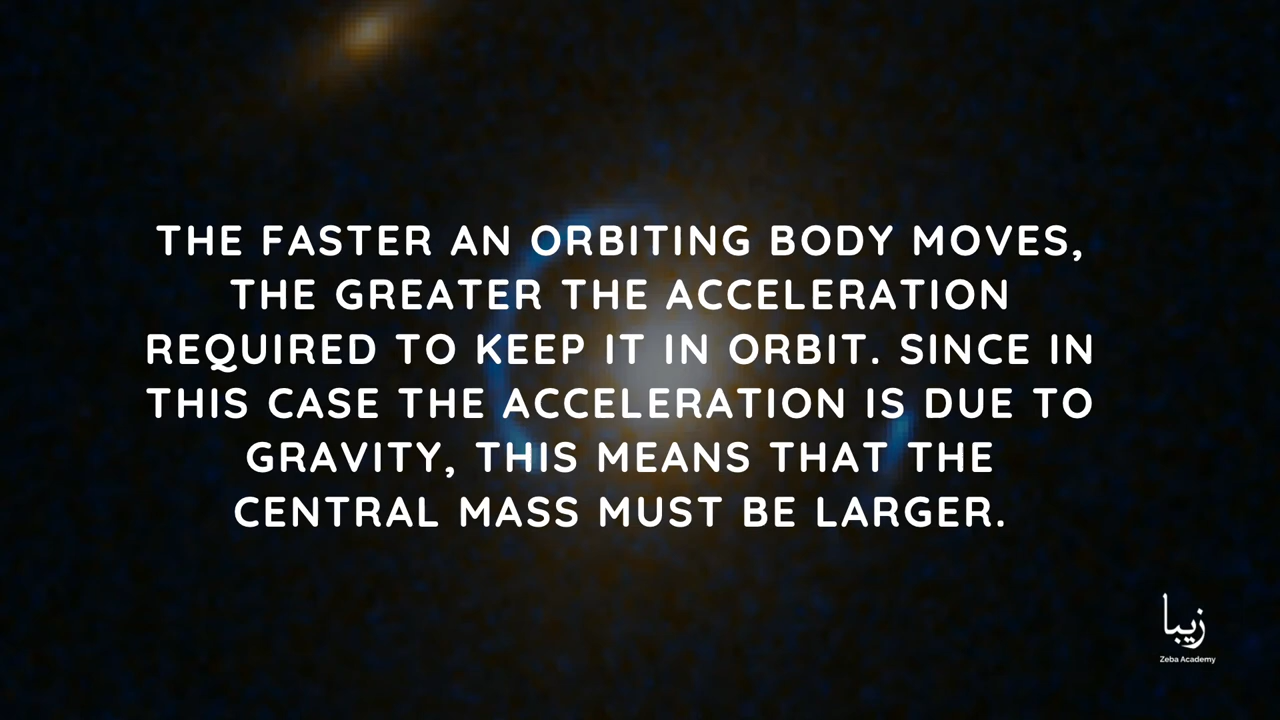 THE FASTER AN ORBITING BODY MOVES,
THE GREATER THE ACCELERATION
REQUIRED TO KEEP IT IN ORBIT. SINCE IN
THIS CASE THE ACCELERATION IS DUE TO
GRAVITY, THIS MEANS THAT THE
CENTRAL MASS MUST BE LARGER.
زیبا
Zeba Academy